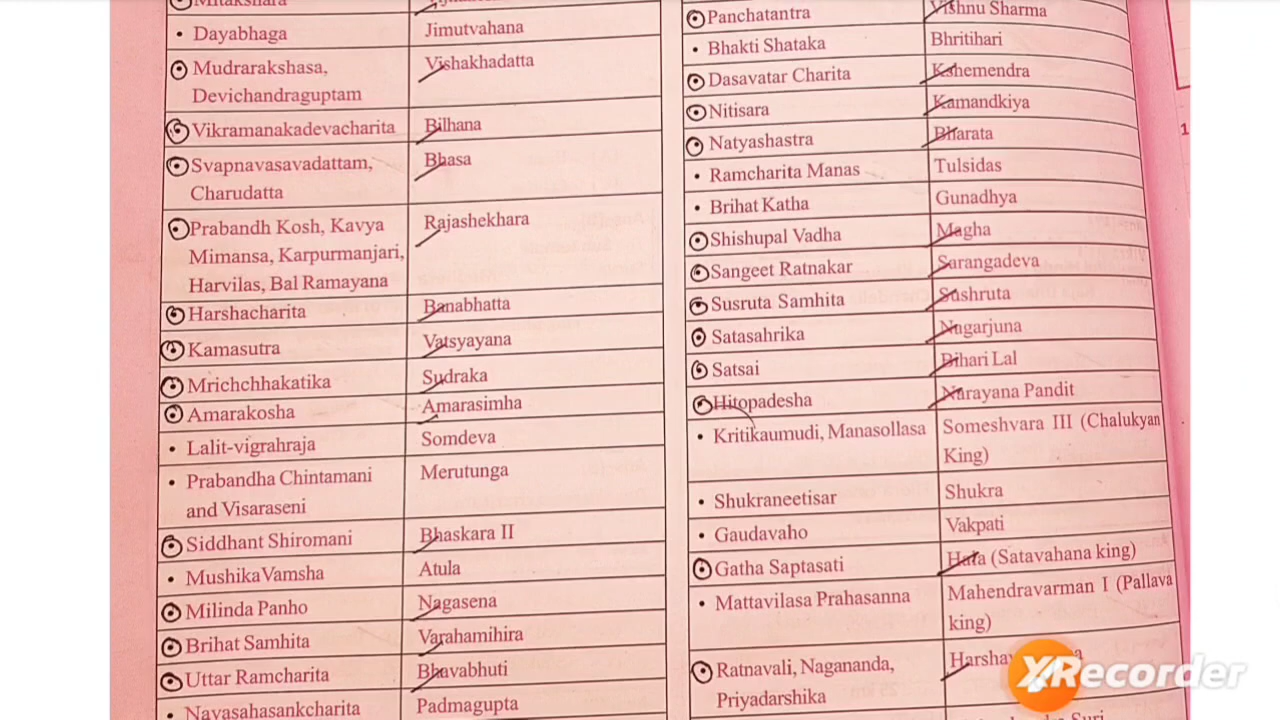 Mitakshara
Dayabhaga Jimutvahana
Mudrarakshasa, Vishakhadatta
Devichandraguptam
Vikramanakadevacharita Bilhana
Svapnavasavadattam, Bhasa
Charudatta
Prabandh Kosh, Kavya Rajashekhara
Mimansa, Karpurmanjari,
Harvilas, Bal Ramayana
Harshacharita Banabhatta
Kamasutra Vatsyayana
Mrichchhakatika Sudraka
Amarakosha Amarasimha
Lalit-vigrahraja Somdeva
Prabandha Chintamani Merutunga
and Visaraseni
Siddhant Shiromani Bhaskara II
Mushika Vamsha Atula
Milinda Panho Nagasena
Brihat Samhita Varahamihira
Uttar Ramcharita Bhavabhuti
Navasahasankcharita Padmagupta
Panchatantra Vishnu Sharma
Bhakti Shataka Bhritihari
Dasavatar Charita Kshemendra
Nitisara Kamandkiya
Natyashastra Bharata
Ramcharita Manas Tulsidas
Brihat Katha Gunadhya
Shishupal Vadha Magha
Sangeet Ratnakar Sarangadeva
Susruta Samhita Sushruta
Satasahrika Nagarjuna
Satsai Bihari Lal
Hitopadesha Narayana Pandit
Kritikaumudi, Manasollasa Someshvara III (Chalukyan
King)
Shukraneetisar Shukra
Gaudavaho Vakpati
Gatha Saptasati Hala (Satavahana king)
Mattavilasa Prahasanna Mahendravarman I (Pallava
king)
Ratnavali, Nagananda,
Priyadarshika
Suri
1
XRecorder